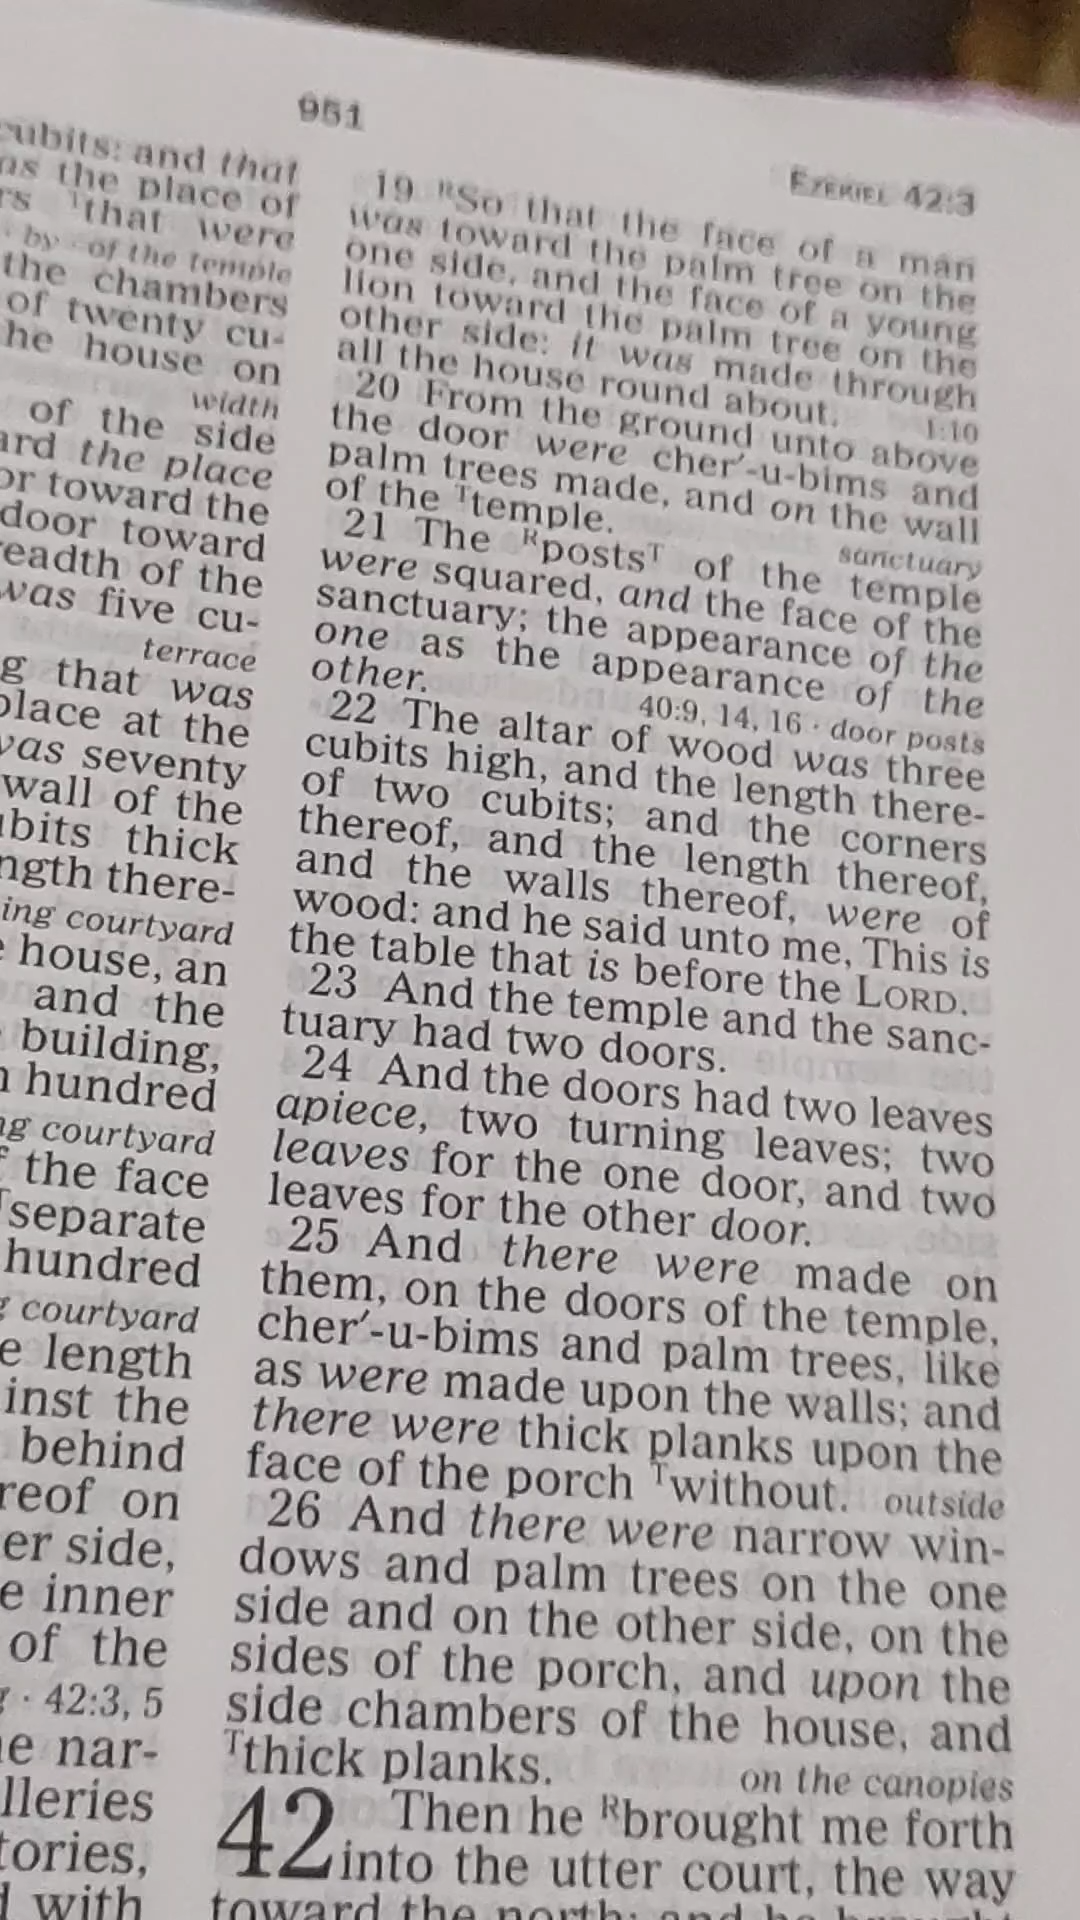 951
EZEKIEL 42:3
cubits: and that
as the place of
rs Tthat were
by · of the temple
the chambers
of twenty cu-
he house on
width
of the side
ard the place
or toward the
door toward
readth of the
was five cu-
terrace
g that was
place at the
was seventy
wall of the
ubits thick
ngth there-
ing courtyard
e house, an
and the
building,
n hundred
ng courtyard
f the face
Tseparate
hundred
g courtyard
e length
inst the
behind
reof on
er side,
e inner
of the
g · 42:3, 5
he nar-
lleries
tories,
d with
19 RSo that the face of a man
was toward the palm tree on the
one side, and the face of a young
lion toward the palm tree on the
other side: it was made through
all the house round about. 1:10
20 From the ground unto above
the door were cher′-u-bims and
palm trees made, and on the wall
of the Ttemple. sanctuary
21 The RpostsT of the temple
were squared, and the face of the
sanctuary; the appearance of the
one as the appearance of the
other. 40:9, 14, 16 · door posts
22 The altar of wood was three
cubits high, and the length there-
of two cubits; and the corners
thereof, and the length thereof,
and the walls thereof, were of
wood: and he said unto me, This is
the table that is before the LORD.
23 And the temple and the sanc-
tuary had two doors.
24 And the doors had two leaves
apiece, two turning leaves; two
leaves for the one door, and two
leaves for the other door.
25 And there were made on
them, on the doors of the temple,
cher′-u-bims and palm trees, like
as were made upon the walls; and
there were thick planks upon the
face of the porch Twithout. outside
26 And there were narrow win-
dows and palm trees on the one
side and on the other side, on the
sides of the porch, and upon the
side chambers of the house, and
Tthick planks. on the canopies
42 Then he Rbrought me forth
into the utter court, the way
toward the north: and he brought